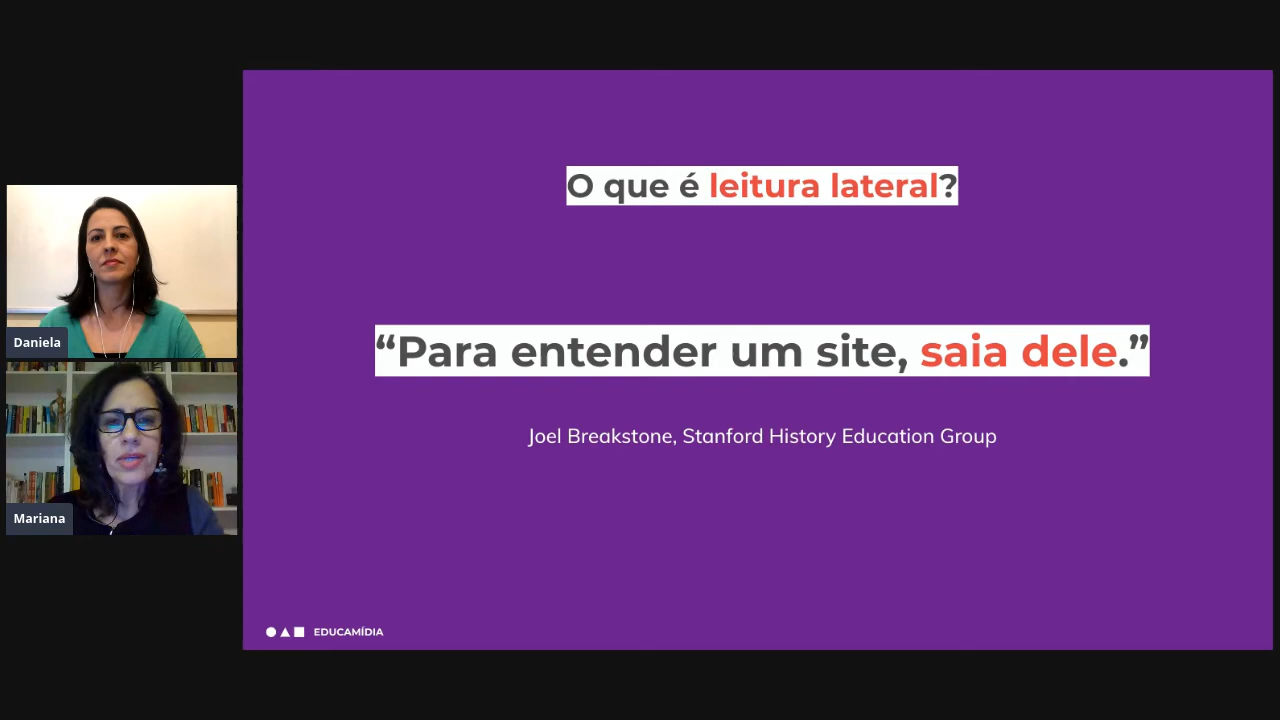 Daniela
Mariana
O que é leitura lateral?
“Para entender um site, saia dele.”
Joel Breakstone, Stanford History Education Group
EDUCAMÍDIA